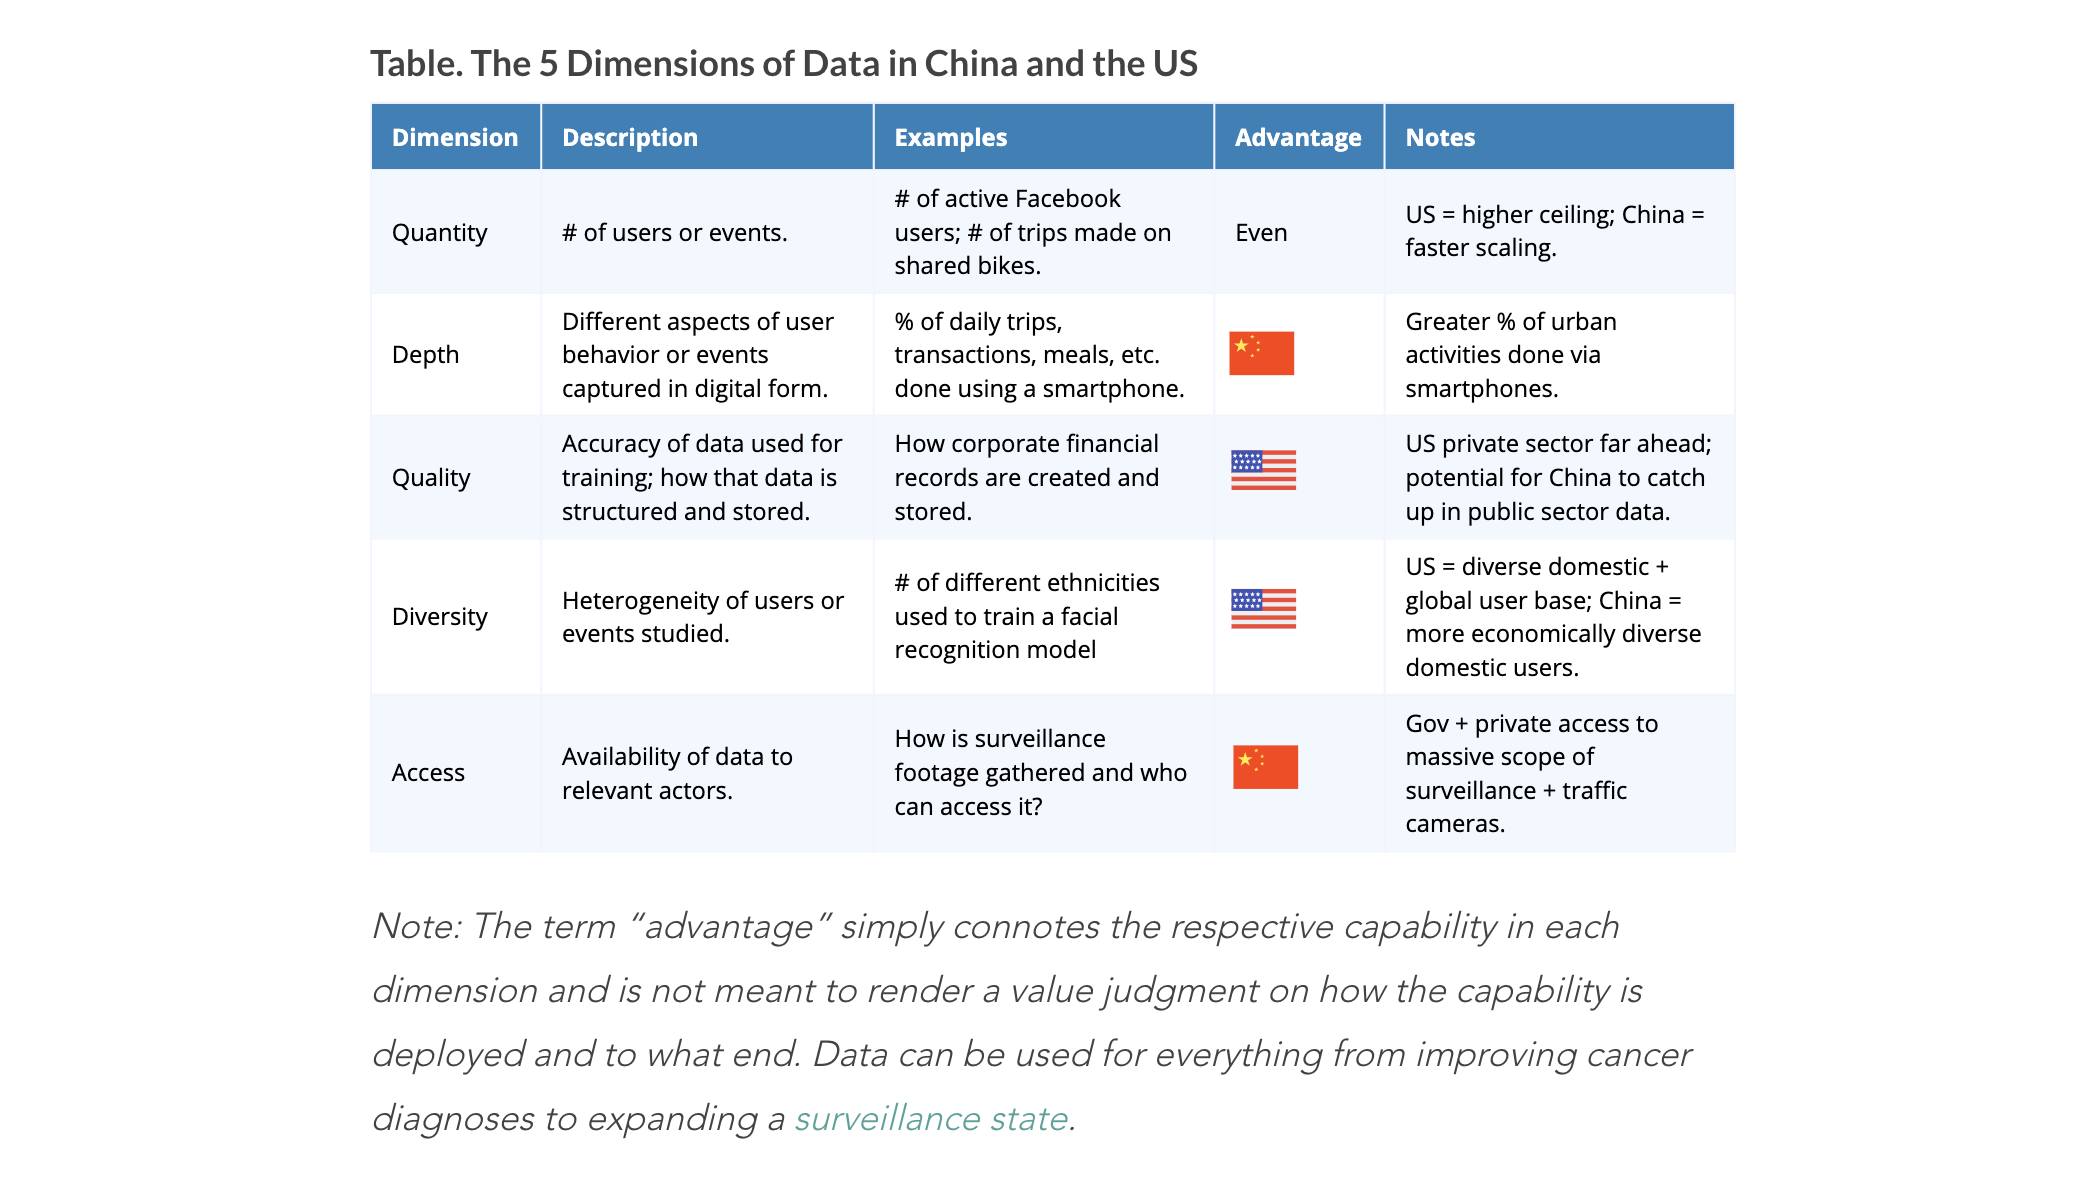 Table. The 5 Dimensions of Data in China and the US
Dimension
Description
Examples
Advantage
Notes
Quantity
# of users or events.
# of active Facebook
users; # of trips made on
shared bikes.
Even
US = higher ceiling; China =
faster scaling.
Depth
Different aspects of user
behavior or events
captured in digital form.
% of daily trips,
transactions, meals, etc.
done using a smartphone.
Greater % of urban
activities done via
smartphones.
Quality
Accuracy of data used for
training; how that data is
structured and stored.
How corporate financial
records are created and
stored.
US private sector far ahead;
potential for China to catch
up in public sector data.
Diversity
Heterogeneity of users or
events studied.
# of different ethnicities
used to train a facial
recognition model
US = diverse domestic +
global user base; China =
more economically diverse
domestic users.
Access
Availability of data to
relevant actors.
How is surveillance
footage gathered and who
can access it?
Gov + private access to
massive scope of
surveillance + traffic
cameras.
Note: The term “advantage” simply connotes the respective capability in each
dimension and is not meant to render a value judgment on how the capability is
deployed and to what end. Data can be used for everything from improving cancer
diagnoses to expanding a surveillance state.